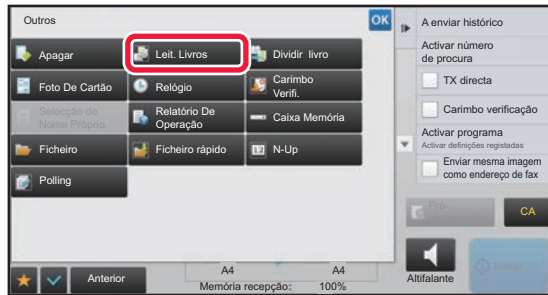 Outros
OK
Apagar
Leit. Livros
Dividir livro
Foto De Cartão
Relógio
Carimbo
Verifi.
Selecção de
Nome Próprio
Relatório De
Operação
Caixa Memória
Ficheiro
Ficheiro rápido
N-Up
Polling
Anterior
A4
A4
Memória recepção:
100%
A enviar histórico
Activar número
de procura
TX directa
Carimbo verificação
Activar programa
Activar definições registadas
Enviar mesma imagem
como endereço de fax
Pré-
CA
Altifalante
Iniciar